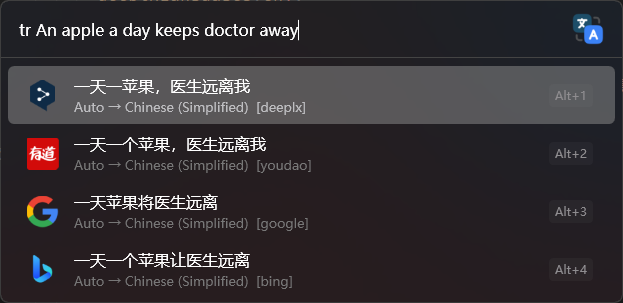 tr An apple a day keeps doctor away
一天一苹果，医生远离我
Auto → Chinese (Simplified) [deeplx]
Alt+1
有道
一天一个苹果，医生远离我
Auto → Chinese (Simplified) [youdao]
Alt+2
一天苹果将医生远离
Auto → Chinese (Simplified) [google]
Alt+3
一天一个苹果让医生远离
Auto → Chinese (Simplified) [bing]
Alt+4